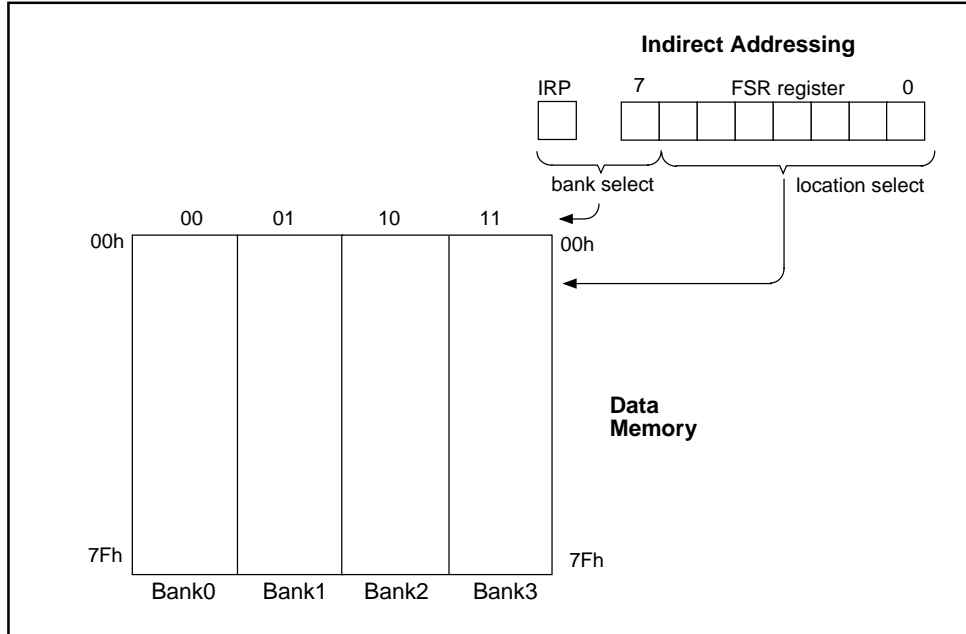 Indirect Addressing
IRP 7 FSR register 0
bank select location select
00 01 10 11
00h 00h
Data
Memory
7Fh 7Fh
Bank0 Bank1 Bank2 Bank3